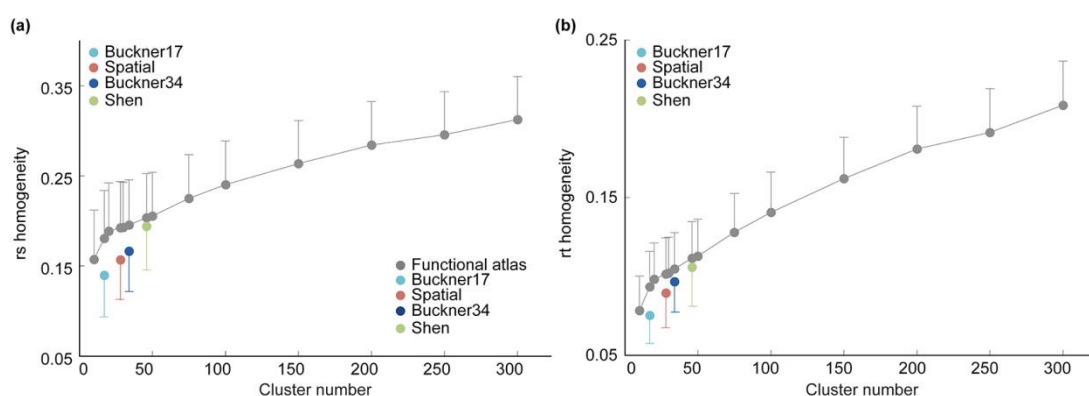 (a)
0.35
0.25
0.15
0.05
rs homogeneity
Buckner17
Spatial
Buckner34
Shen
Functional atlas
Buckner17
Spatial
Buckner34
Shen
0 50 100 150 200 250 300
Cluster number
(b)
0.25
0.15
0.05
rt homogeneity
Buckner17
Spatial
Buckner34
Shen
0 50 100 150 200 250 300
Cluster number